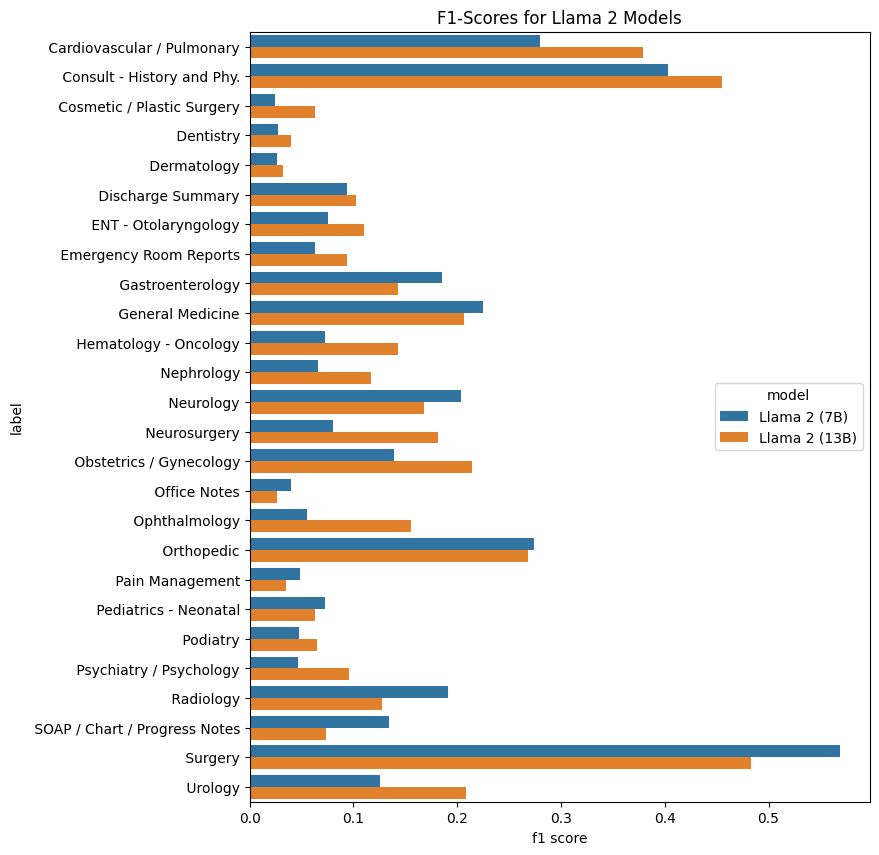 F1-Scores for Llama 2 Models
Cardiovascular / Pulmonary
Consult - History and Phy.
Cosmetic / Plastic Surgery
Dentistry
Dermatology
Discharge Summary
ENT - Otolaryngology
Emergency Room Reports
Gastroenterology
General Medicine
Hematology - Oncology
Nephrology
Neurology
Neurosurgery
Obstetrics / Gynecology
Office Notes
Ophthalmology
Orthopedic
Pain Management
Pediatrics - Neonatal
Podiatry
Psychiatry / Psychology
Radiology
SOAP / Chart / Progress Notes
Surgery
Urology
label
model
Llama 2 (7B)
Llama 2 (13B)
0.0 0.1 0.2 0.3 0.4 0.5
f1 score